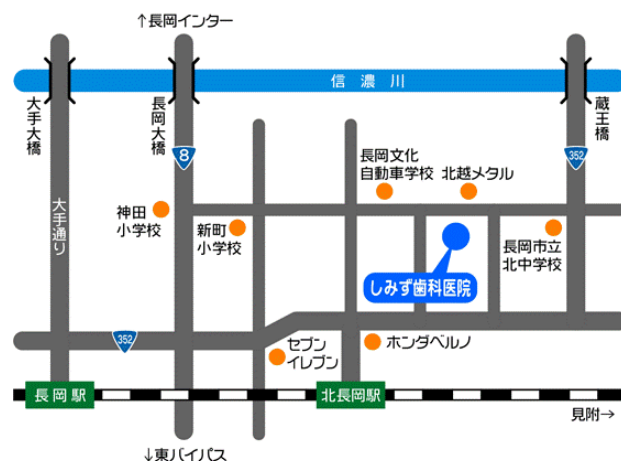 ↑長岡インター
信濃川
大手大橋
長岡大橋
蔵王橋
8
352
長岡文化
自動車学校
北越メタル
大手通り
神田
小学校
新町
小学校
長岡市立
北中学校
しみず歯科医院
352
セブン
イレブン
ホンダベルノ
長岡駅
北長岡駅
見附→
↓東バイパス